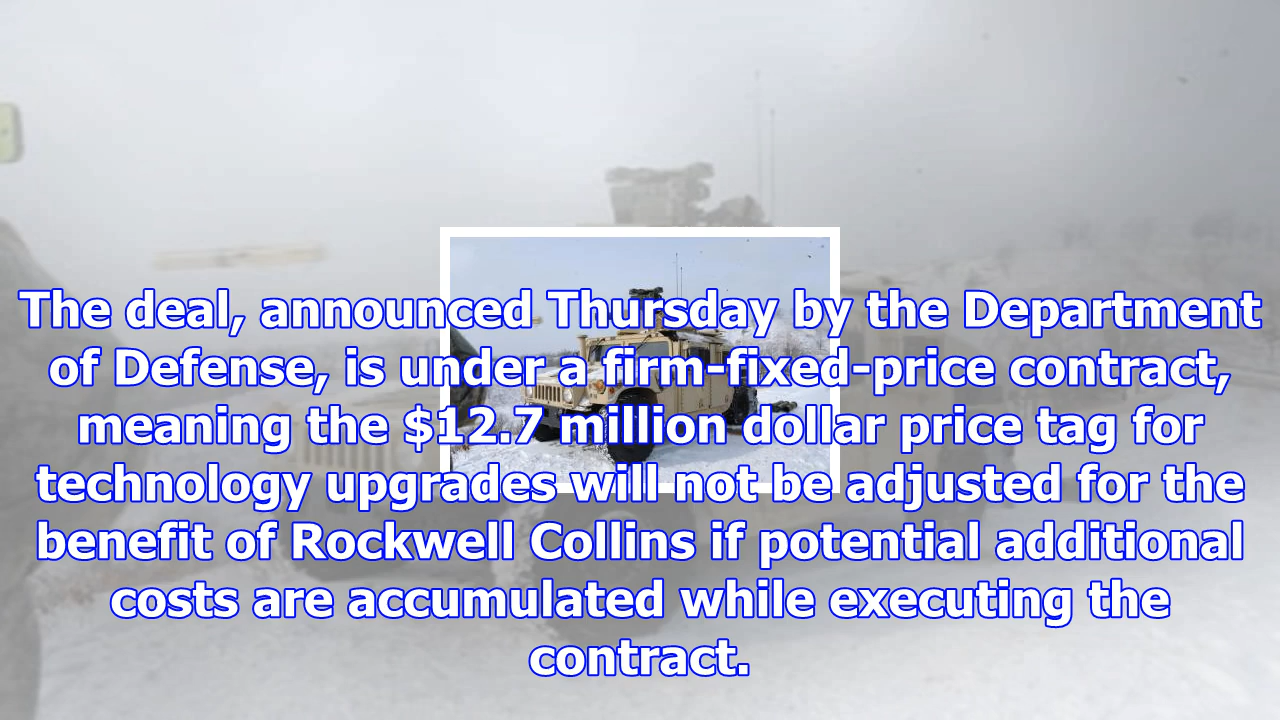 The deal, announced Thursday by the Department
of Defense, is under a firm-fixed-price contract,
meaning the $12.7 million dollar price tag for
technology upgrades will not be adjusted for the
benefit of Rockwell Collins if potential additional
costs are accumulated while executing the
contract.